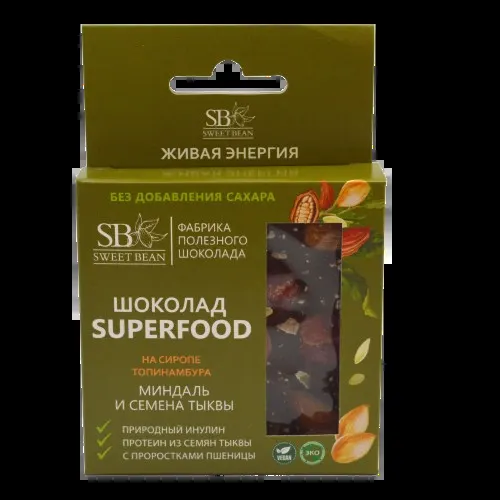 SB
SWEET BEAN
ЖИВАЯ ЭНЕРГИЯ
БЕЗ ДОБАВЛЕНИЯ САХАРА
SB
SWEET BEAN
ФАБРИКА
ПОЛЕЗНОГО
ШОКОЛАДА
ШОКОЛАД
SUPERFOOD
НА СИРОПЕ
ТОПИНАМБУРА
МИНДАЛЬ
И СЕМЕНА ТЫКВЫ
ПРИРОДНЫЙ ИНУЛИН
ПРОТЕИН ИЗ СЕМЯН ТЫКВЫ
С ПРОРОСТКАМИ ПШЕНИЦЫ
VEGAN
ЭКО